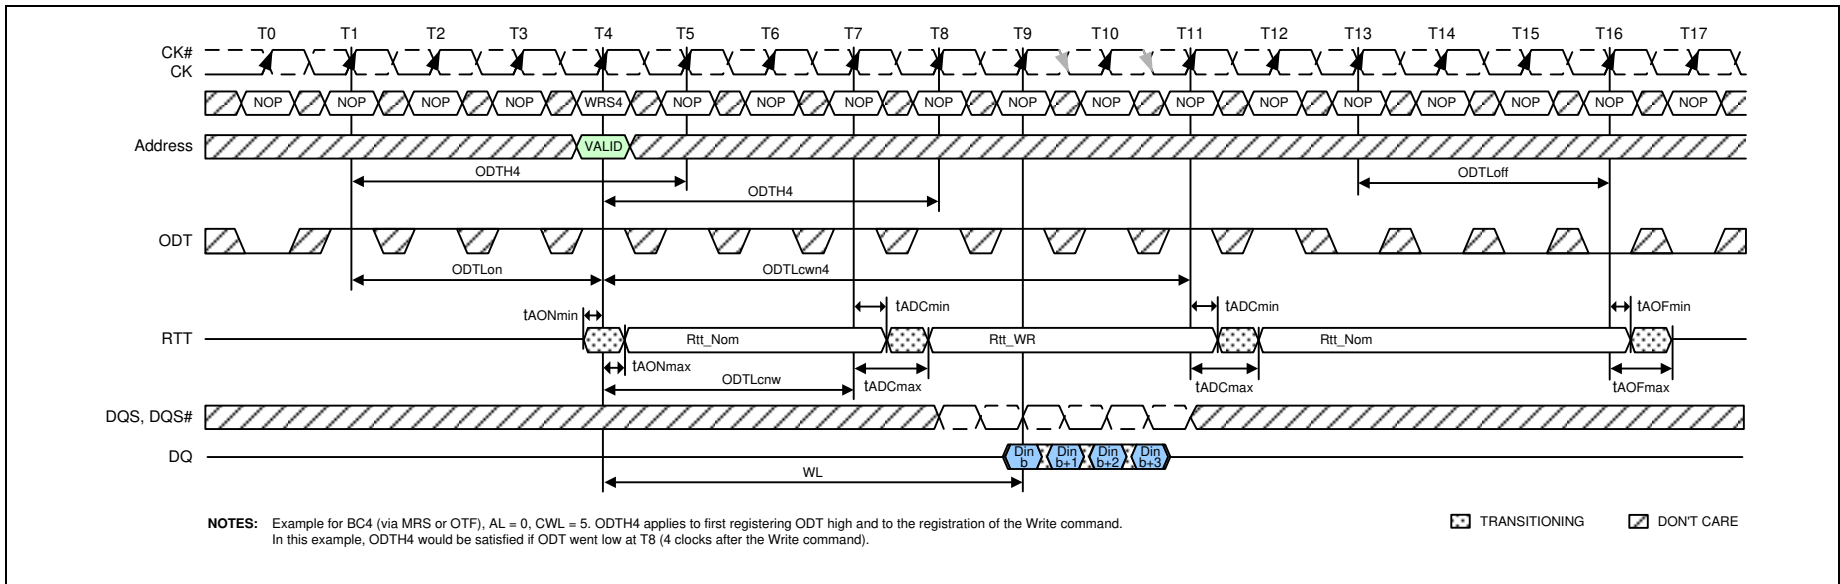 T0 T1 T2 T3 T4 T5 T6 T7 T8 T9 T10 T11 T12 T13 T14 T15 T16 T17
CK#
CK
NOP NOP NOP NOP WRS4 NOP NOP NOP NOP NOP NOP NOP NOP NOP NOP NOP NOP NOP
Address VALID
ODTH4 ODTLoff
ODTH4
ODT
ODTLon ODTLcwn4
tAONmin tADCmin tADCmin tAOFmin
RTT Rtt_Nom Rtt_WR Rtt_Nom
tAONmax ODTLcnw tADCmax tADCmax tAOFmax
DQS, DQS#
DQ Din b Din b+1 Din b+2 Din b+3
WL
NOTES: Example for BC4 (via MRS or OTF), AL = 0, CWL = 5. ODTH4 applies to first registering ODT high and to the registration of the Write command.
In this example, ODTH4 would be satisfied if ODT went low at T8 (4 clocks after the Write command).
TRANSITIONING DON'T CARE